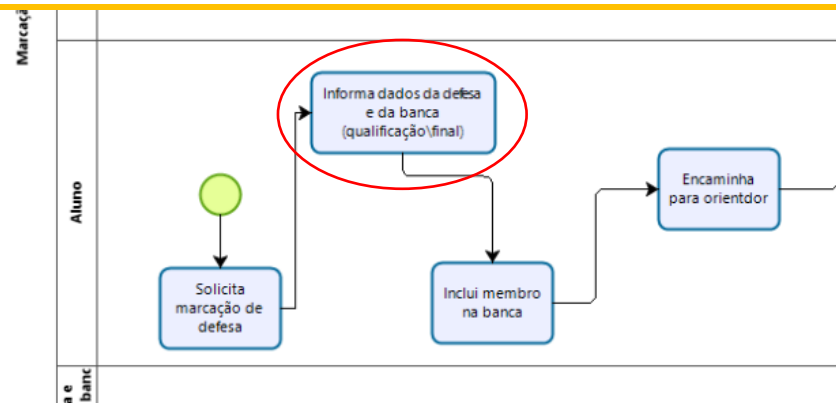 Marcaçã
Aluno
Informa dados da defesa
e da banca
(qualificação\final)
Encaminha
para orientdor
Solicita
marcação de
defesa
Inclui membro
na banca
a e
banc